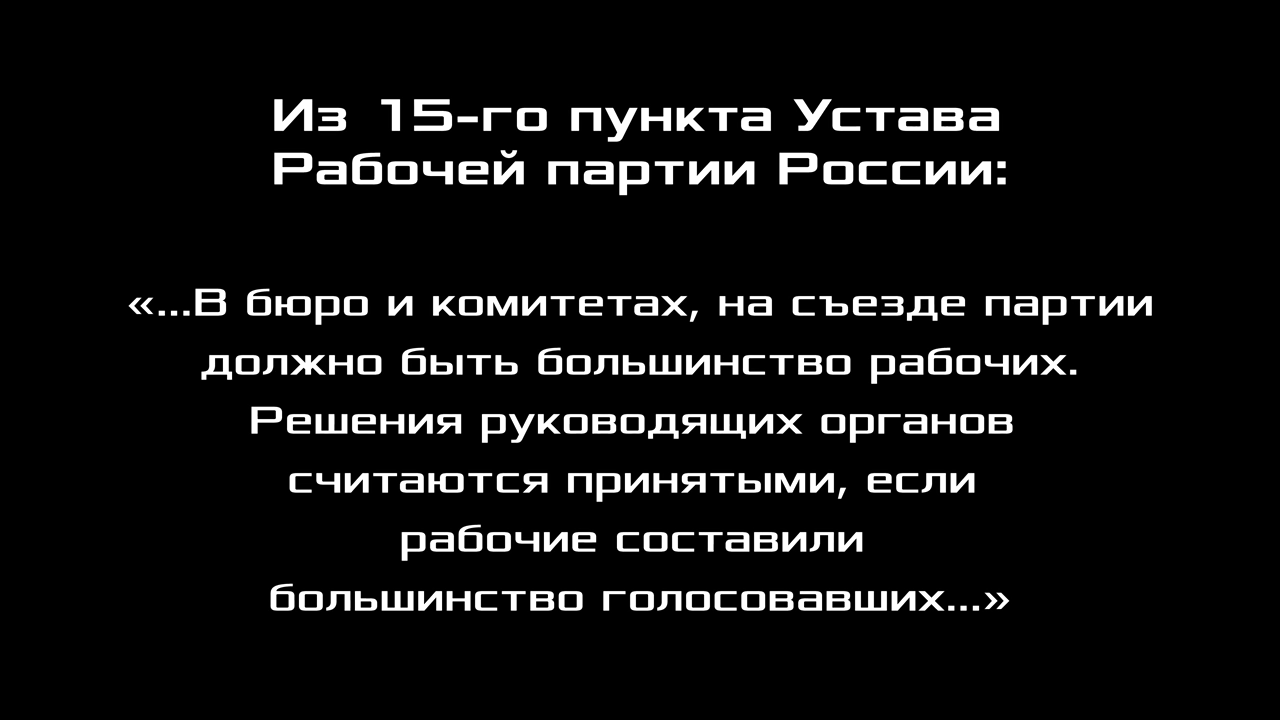 Из 15-го пункта Устава
Рабочей партии России:
«...В бюро и комитетах, на съезде партии
должно быть большинство рабочих.
Решения руководящих органов
считаются принятыми, если
рабочие составили
большинство голосовавших...»